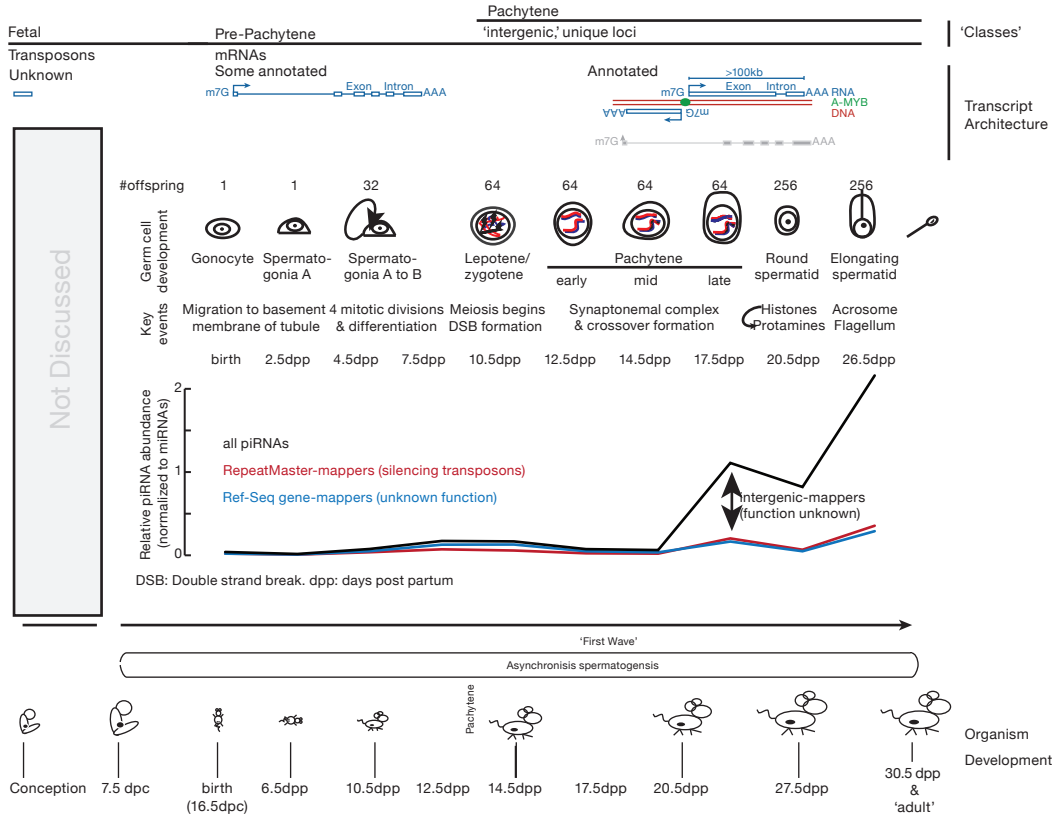 Pachytene
Fetal
Pre-Pachytene
'intergenic,' unique loci
'Classes'
Transposons
Unknown
mRNAs
Some annotated
m7G
Exon
Intron
AAA
Annotated
>100kb
m7G
Exon
Intron
AAA RNA
A-MYB
DNA
AAA
m7G
m7G
AAA
Transcript
Architecture
Not Discussed
#offspring
1
1
32
64
64
64
64
256
256
Germ cell
development
Gonocyte
Spermato-
gonia A
Spermato-
gonia A to B
Lepotene/
zygotene
Pachytene
early
mid
late
Round
spermatid
Elongating
spermatid
Key
events
Migration to basement
membrane of tubule
4 mitotic divisions
& differentiation
Meiosis begins
DSB formation
Synaptonemal complex
& crossover formation
Histones
Protamines
Acrosome
Flagellum
birth
2.5dpp
4.5dpp
7.5dpp
10.5dpp
12.5dpp
14.5dpp
17.5dpp
20.5dpp
26.5dpp
Relative piRNA abundance
(normalized to miRNAs)
2
1
0
all piRNAs
RepeatMaster-mappers (silencing transposons)
Ref-Seq gene-mappers (unknown function)
Intergenic-mappers
(function unknown)
DSB: Double strand break. dpp: days post partum
'First Wave'
Asynchronisis spermatogensis
Pachytene
Organism
Development
Conception
7.5 dpc
birth
(16.5dpc)
6.5dpp
10.5dpp
12.5dpp
14.5dpp
17.5dpp
20.5dpp
27.5dpp
30.5 dpp
&
'adult'